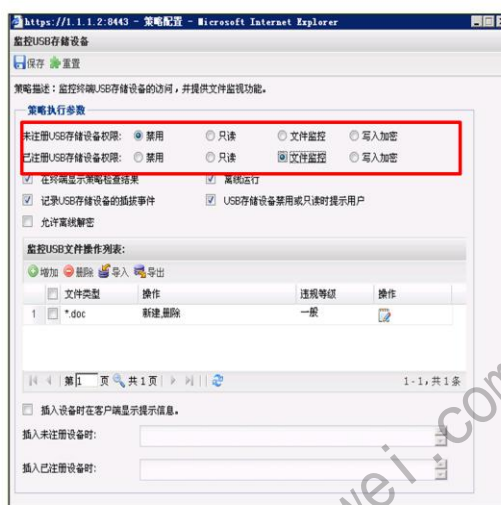 https://1.1.1.2:8443 - 策略配置 - Microsoft Internet Explorer
监控USB存储设备
保存 重置
策略描述：监控终端USB存储设备的访问，并提供文件监视功能。
策略执行参数
未注册USB存储设备权限： 禁用 只读 文件监控 写入加密
已注册USB存储设备权限： 禁用 只读 文件监控 写入加密
在终端显示策略检查结果 离线运行
记录USB存储设备的插拔事件 USB存储设备禁用或只读时提示用户
允许离线解密
监控USB文件操作列表：
增加 删除 导入 导出
文件类型 操作 违规等级 操作
1 *.doc 新建,删除 一般
第 1 页 共 1 页 1 - 1，共 1 条
插入设备时在客户端显示提示信息。
插入未注册设备时：
插入已注册设备时：
wei.com